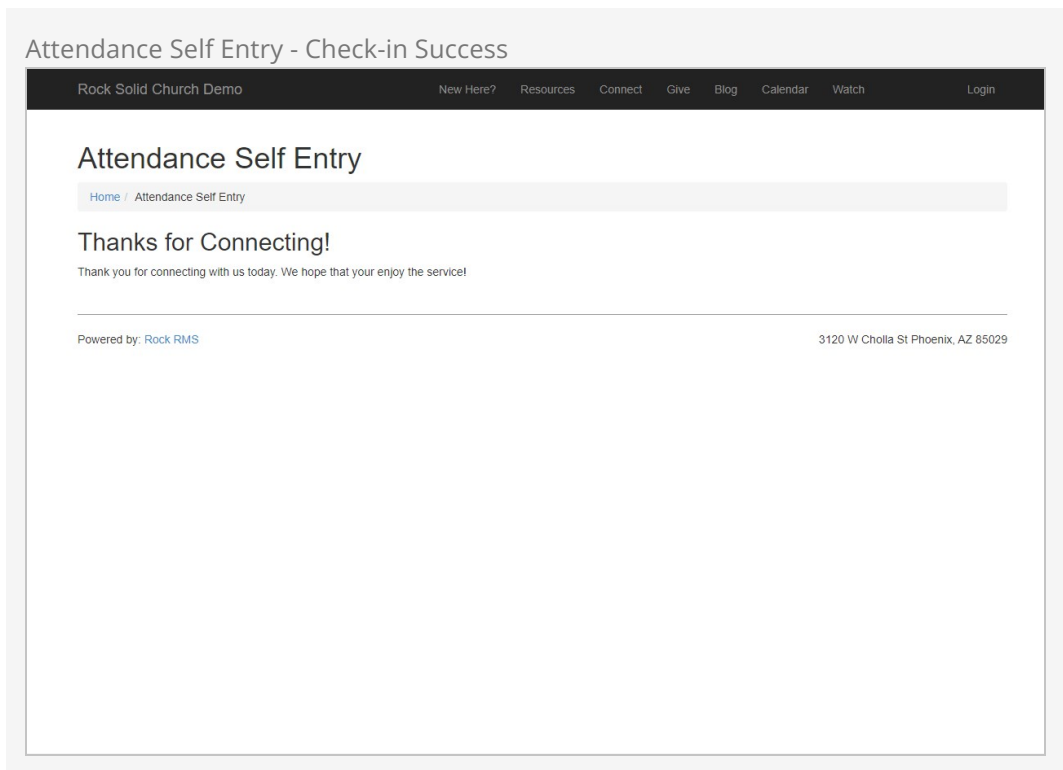 Attendance Self Entry - Check-in Success
Rock Solid Church Demo New Here? Resources Connect Give Blog Calendar Watch Login
Attendance Self Entry
Home / Attendance Self Entry
Thanks for Connecting!
Thank you for connecting with us today. We hope that your enjoy the service!
Powered by: Rock RMS 3120 W Cholla St Phoenix, AZ 85029